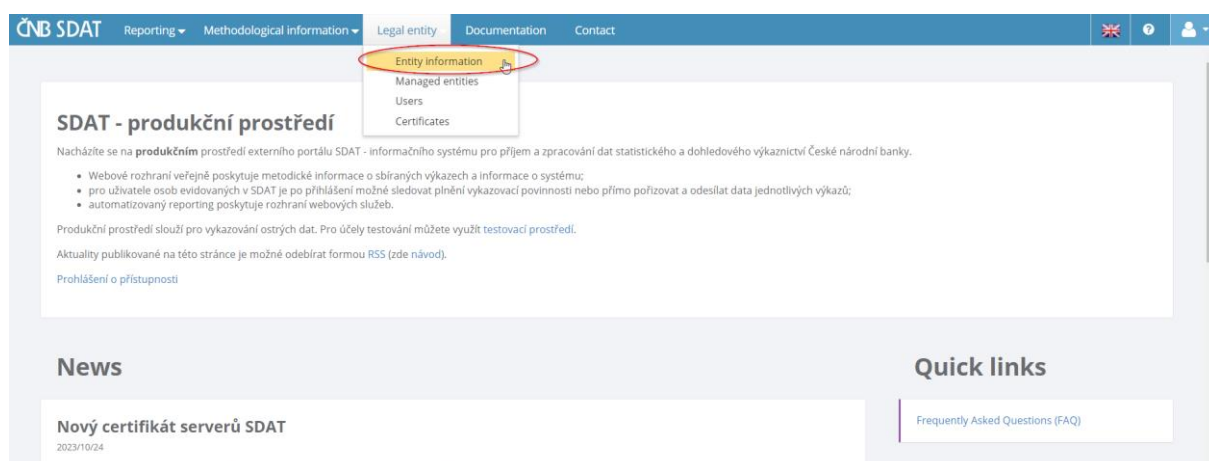 ČNB SDAT Reporting Methodological information Legal entity Documentation Contact
Entity information
Managed entities
Users
Certificates
SDAT - produkční prostředí
Nacházíte se na produkčním prostředí externího portálu SDAT - informačního systému pro příjem a zpracování dat statistického a dohledového výkaznictví České národní banky.
Webové rozhraní veřejně poskytuje metodické informace o sbíraných výkazech a informace o systému;
pro uživatele osob evidovaných v SDAT je po přihlášení možné sledovat plnění vykazovací povinnosti nebo přímo pořizovat a odesílat data jednotlivých výkazů;
automatizovaný reporting poskytuje rozhraní webových služeb.
Produkční prostředí slouží pro vykazování ostrých dat. Pro účely testování můžete využít testovací prostředí.
Aktuality publikované na této stránce je možné odebírat formou RSS (zde návod).
Prohlášení o přístupnosti
News
Nový certifikát serverů SDAT
2023/10/24
Quick links
Frequently Asked Questions (FAQ)